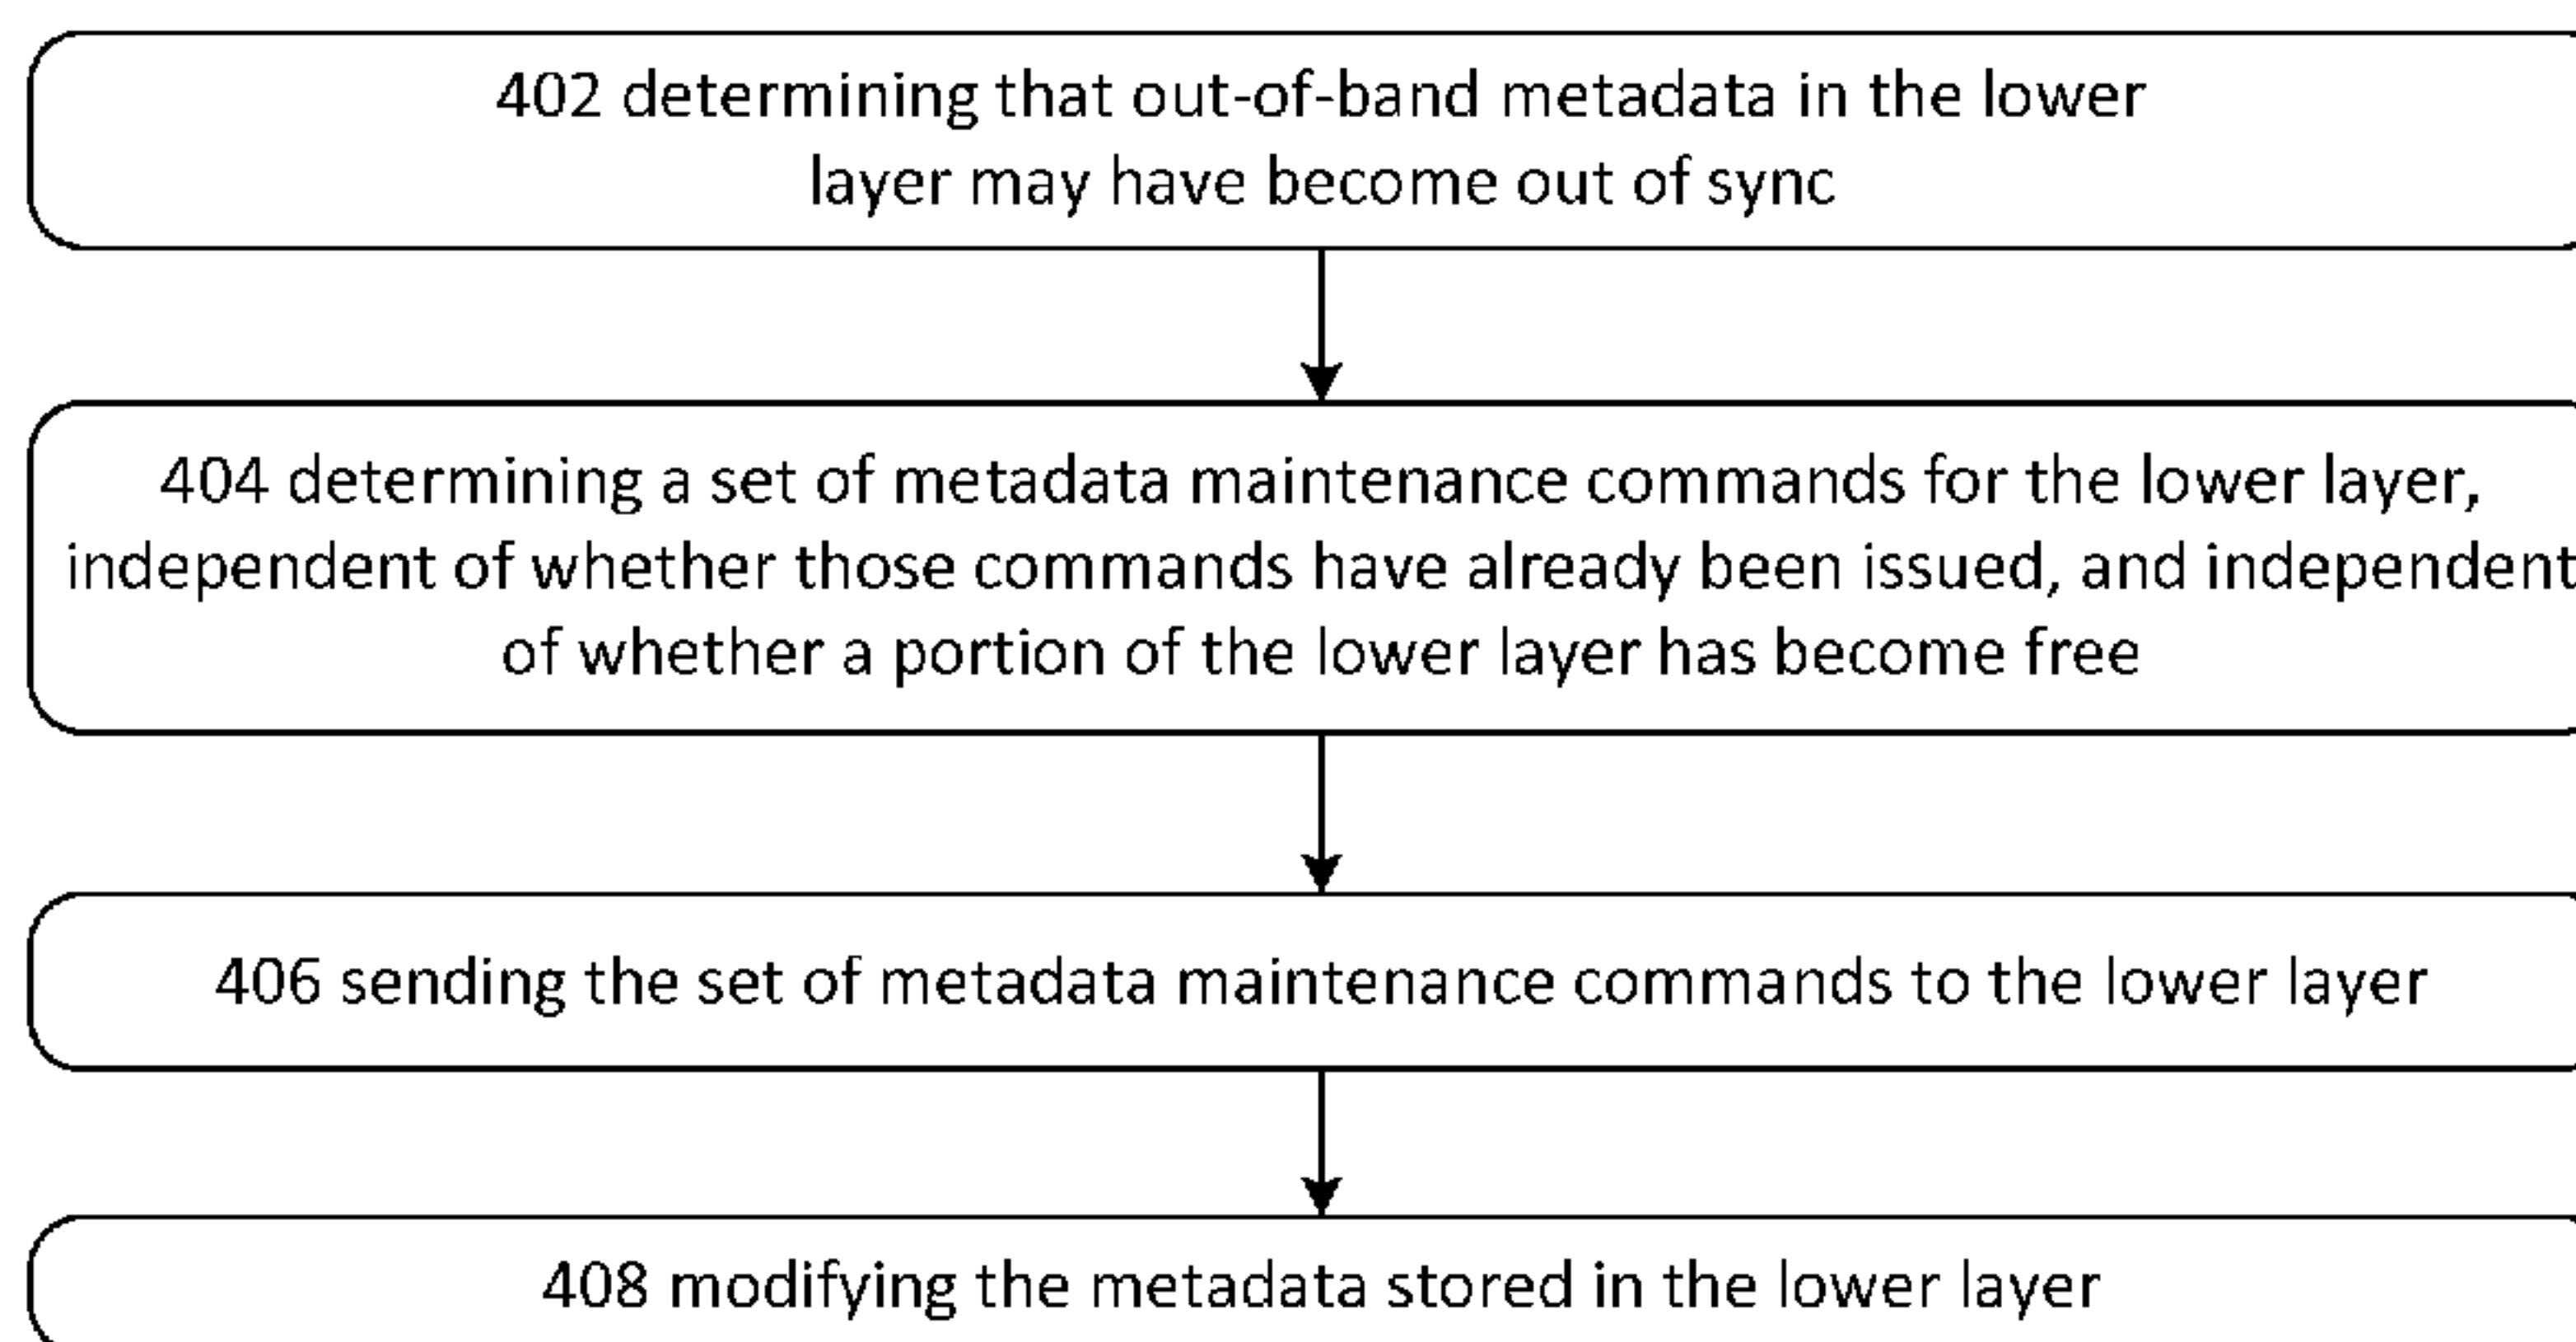 402 determining that out-of-band metadata in the lower
layer may have become out of sync
404 determining a set of metadata maintenance commands for the lower layer,
independent of whether those commands have already been issued, and independent
of whether a portion of the lower layer has become free
406 sending the set of metadata maintenance commands to the lower layer
408 modifying the metadata stored in the lower layer